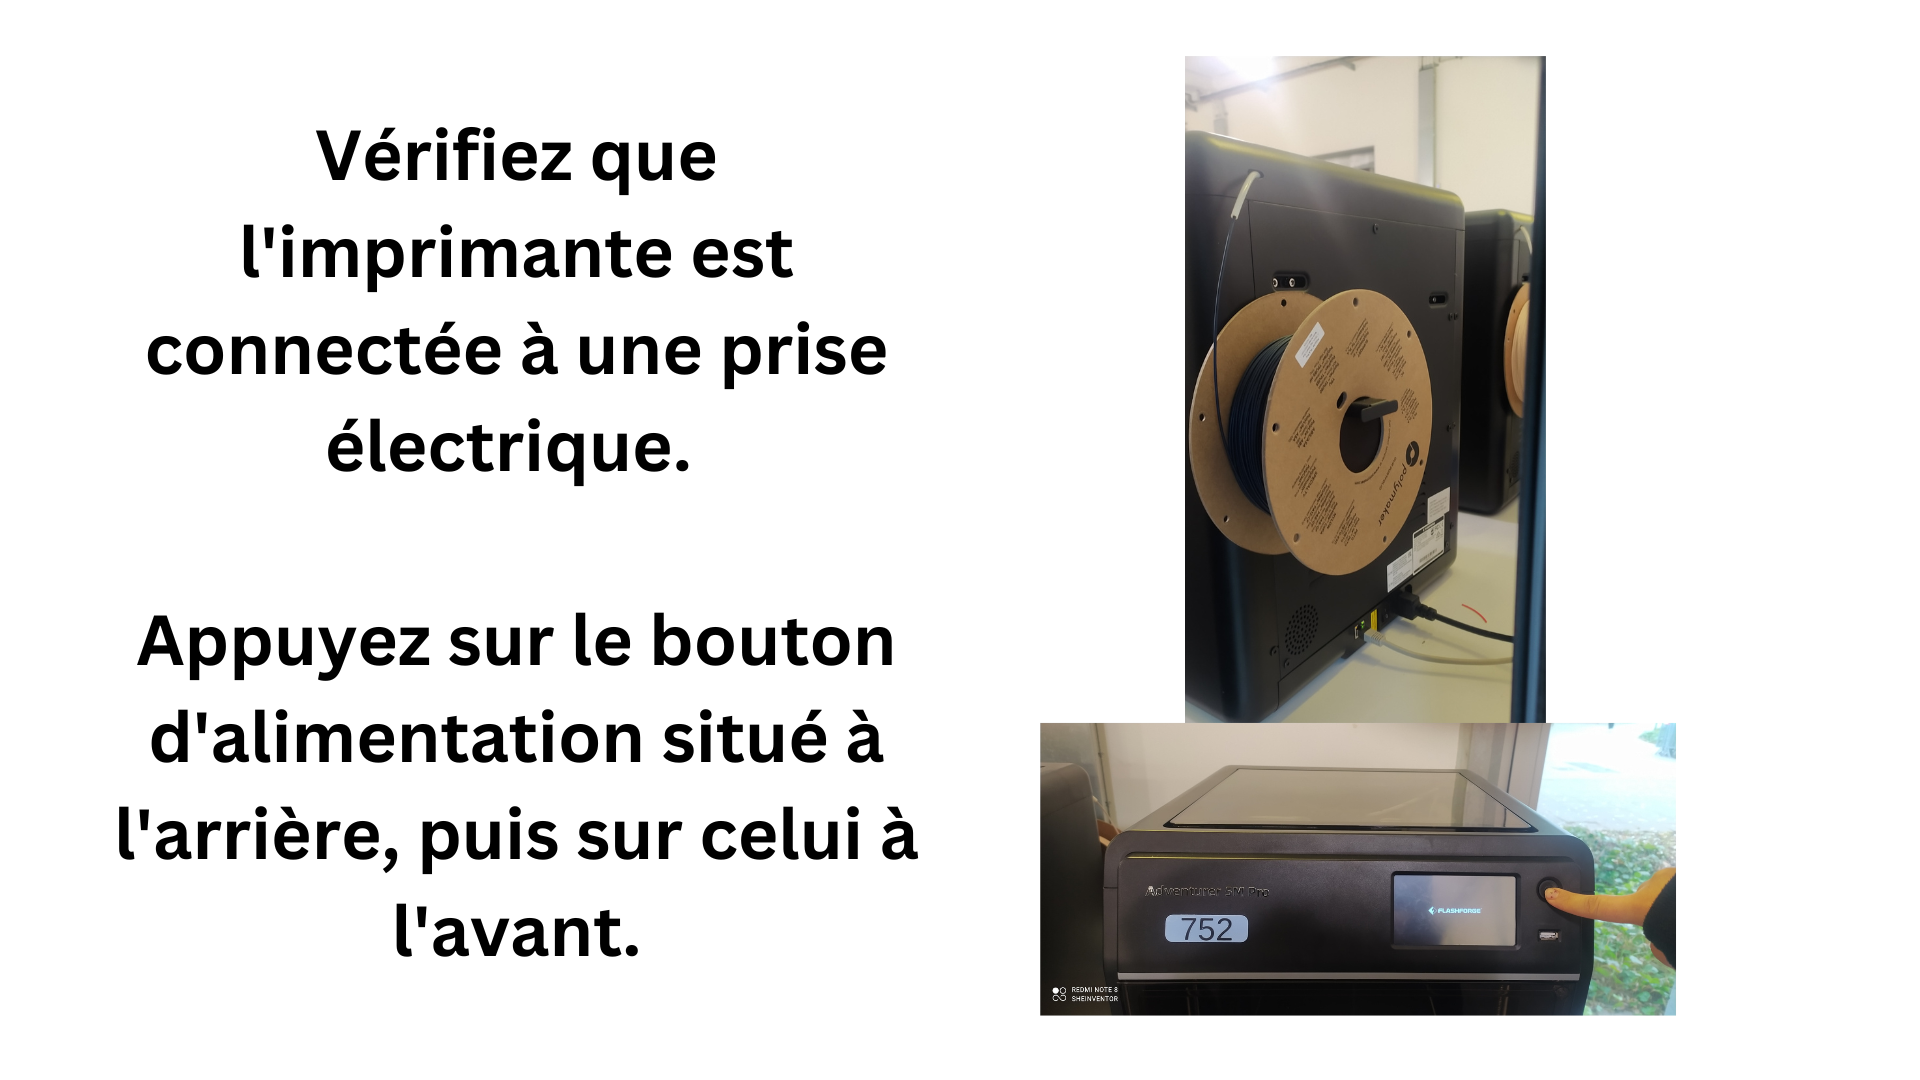 Vérifiez que
l'imprimante est
connectée à une prise
électrique.
Appuyez sur le bouton
d'alimentation situé à
l'arrière, puis sur celui à
l'avant.
polymaker
Adventurer 5M Pro
752
FLASHFORGE
REDMI NOTE 8
SHEINVENTOR